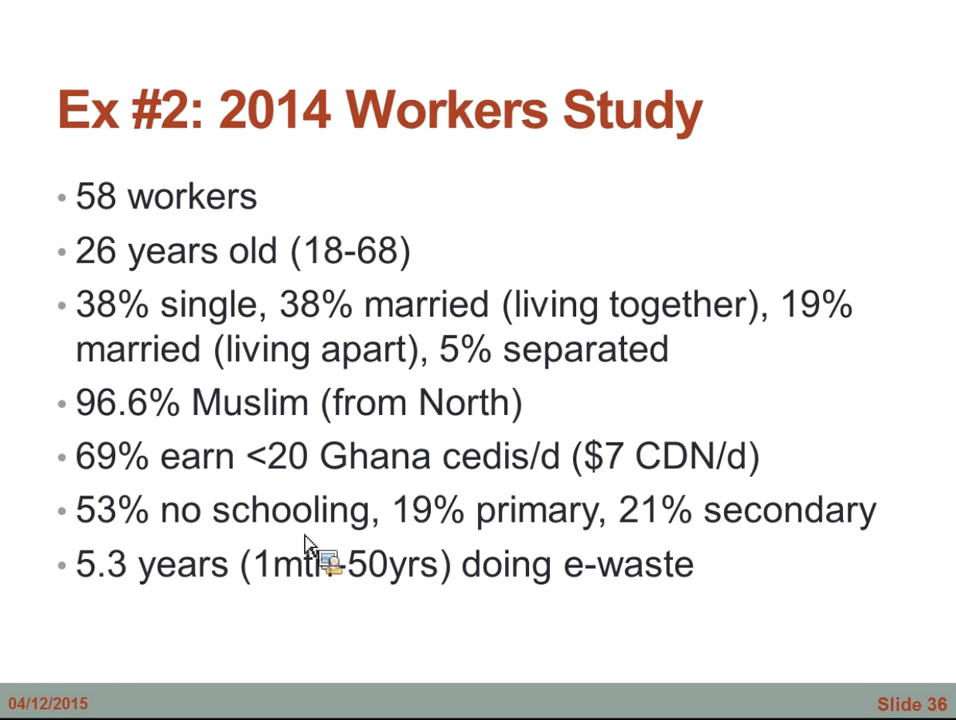 Ex #2: 2014 Workers Study
• 58 workers
• 26 years old (18-68)
• 38% single, 38% married (living together), 19%
married (living apart), 5% separated
• 96.6% Muslim (from North)
• 69% earn <20 Ghana cedis/d ($7 CDN/d)
• 53% no schooling, 19% primary, 21% secondary
• 5.3 years (1mth-50yrs) doing e-waste
04/12/2015
Slide 36